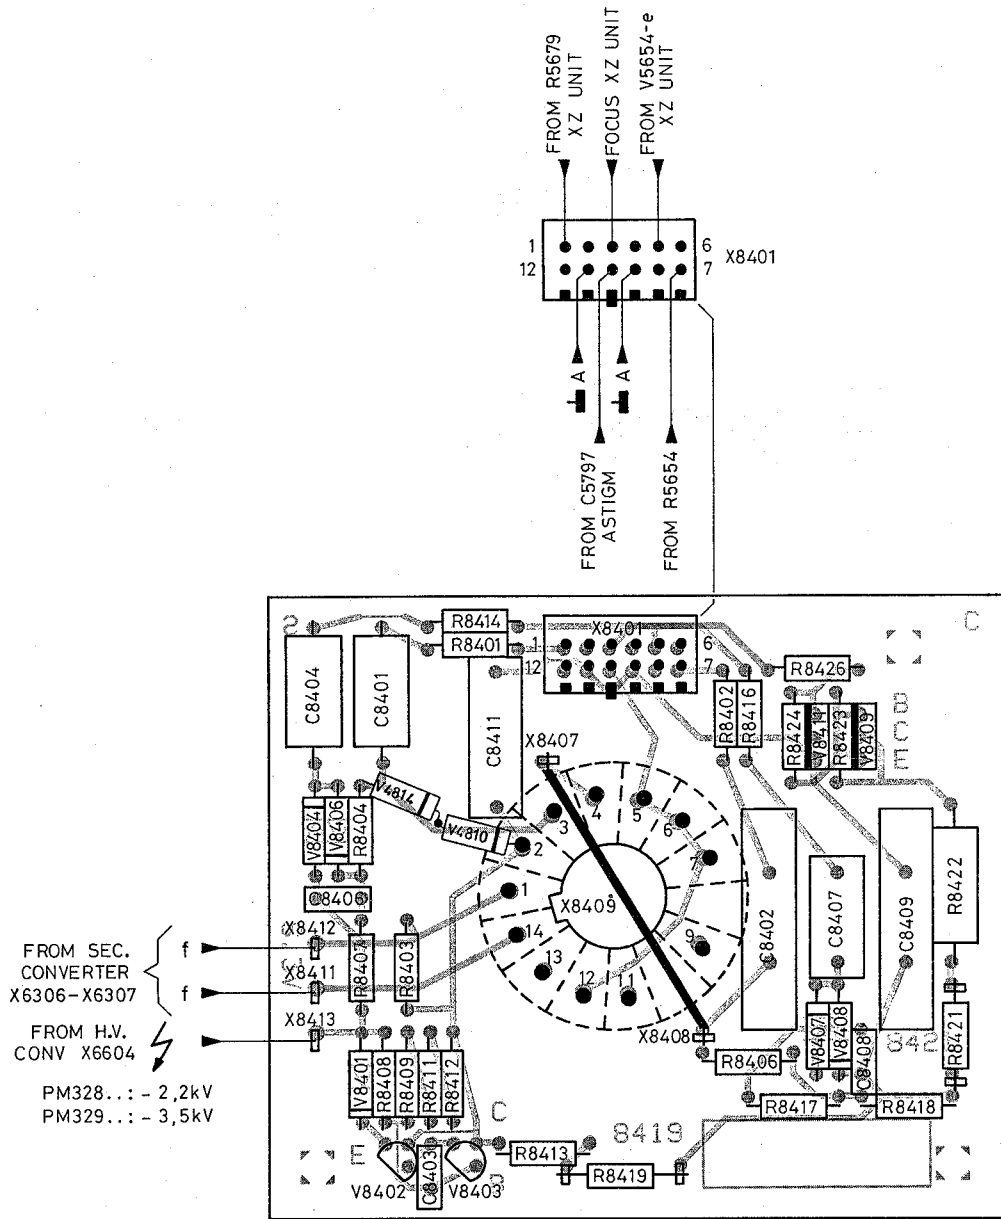 FROM R5679
XZ UNIT
FOCUS XZ UNIT
FROM V5654-e
XZ UNIT
1
6
X8401
12
7
A
A
FROM C5797
ASTIGM
FROM R5654
S
R8414
X8401
C
R8401
1
6
12
7
R8426
C8404
C8401
C8411
R8402
R8416
R8424
V8411
R8423
V8409
BCE
X8407
V4814
V4810
V8404
V8406
R8404
2
3
4
5
6
7
1
X8409
14
13
12
11
9
C8402
C8407
C8409
R8422
X8412
FROM SEC.
CONVERTER
X6306-X6307
f
f
X8411
R8407
R8403
X8413
FROM H.V.
CONV X6604
PM328..:- 2,2kV
PM329..:- 3,5kV
X8408
R8406
V8407
V8408
C8408
842
R8421
V8401
R8408
R8409
R8411
R8412
R8417
R8418
C
E
B
8419
R8413
R8419
V8402
C8403
V8403